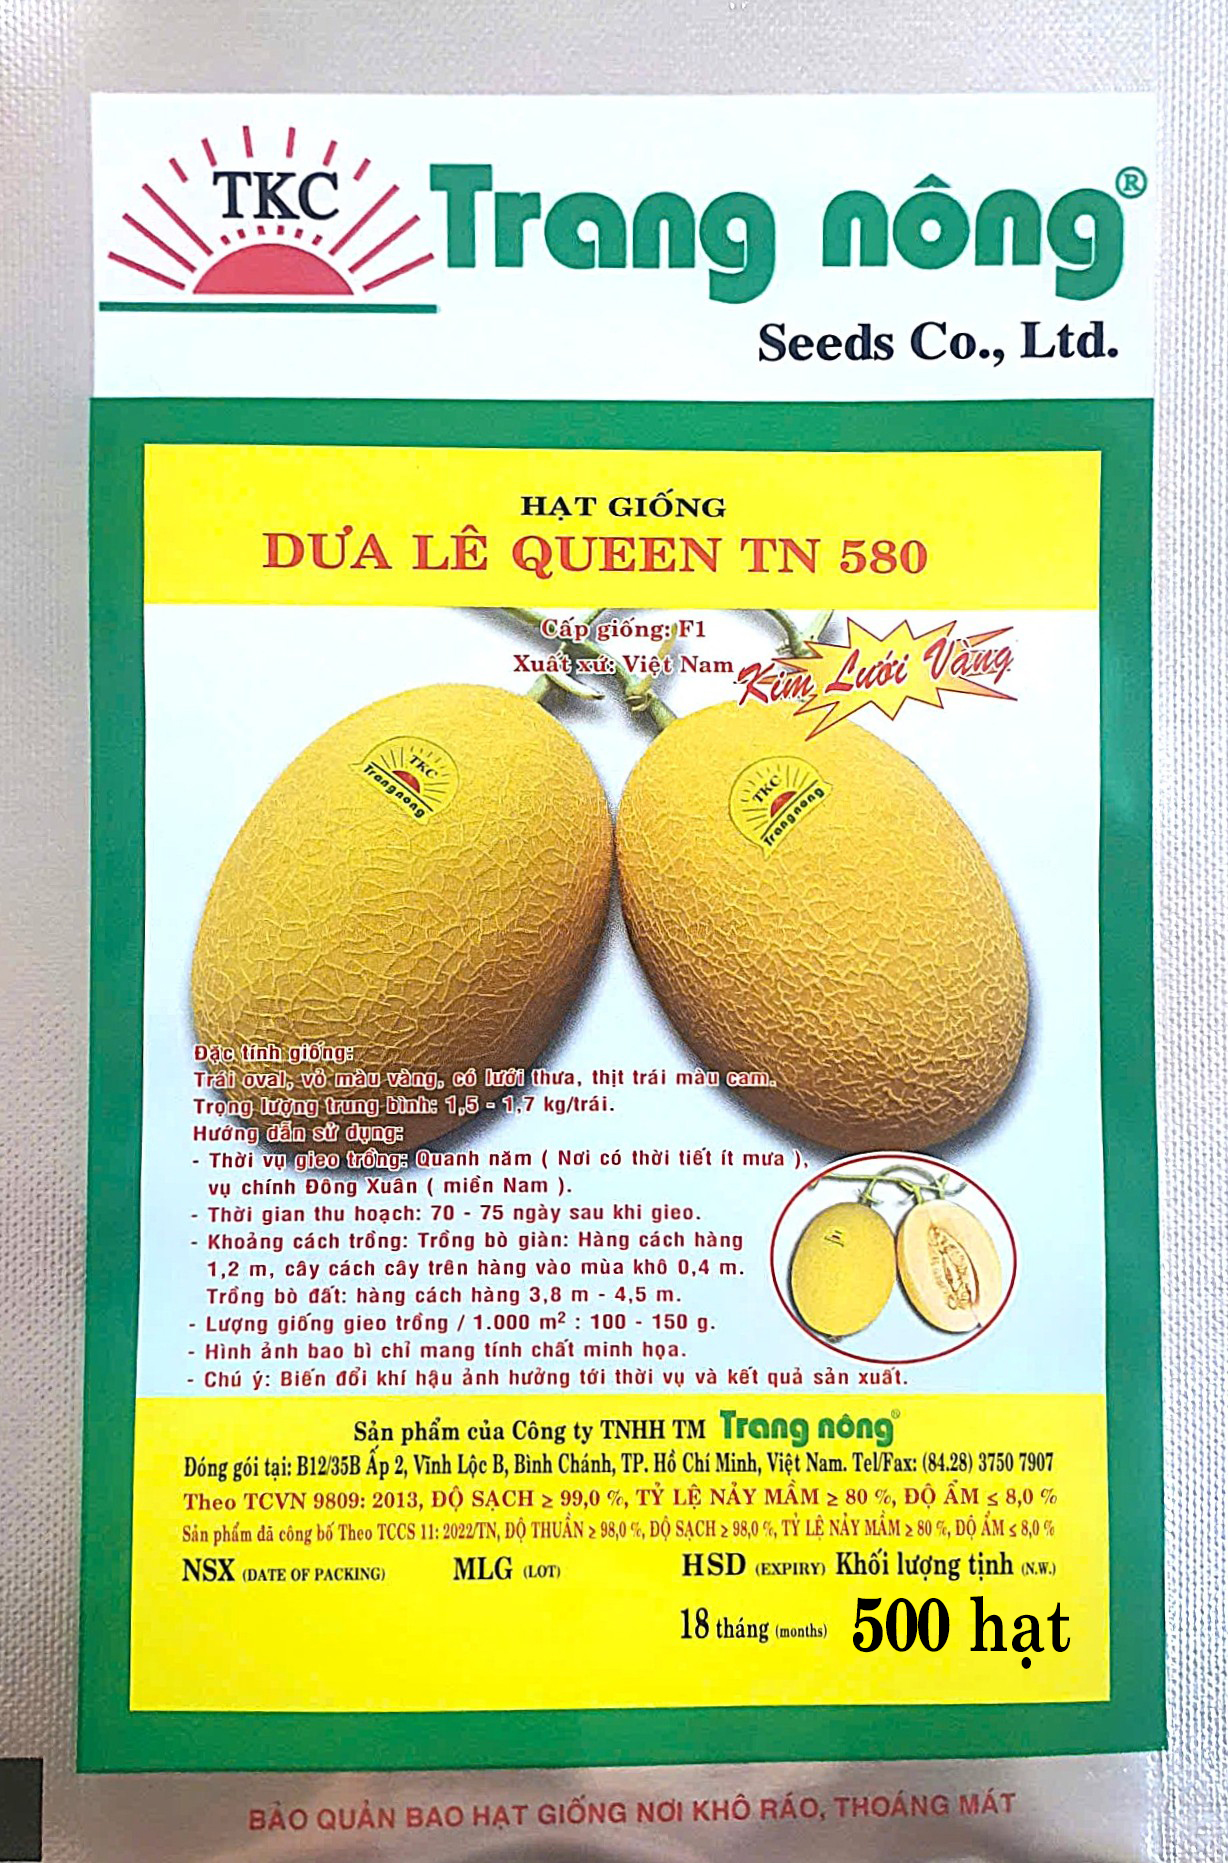 TKC
Trang nông®
Seeds Co., Ltd.
HẠT GIỐNG
DƯA LÊ QUEEN TN 580
Cấp giống: F1
Xuất xứ: Việt Nam
Kim Lưới Vàng
TKC
Trangnong
TKC
Trangnong
Đặc tính giống:
Trái oval, vỏ màu vàng, có lưới thưa, thịt trái màu cam.
Trọng lượng trung bình: 1,5 - 1,7 kg/trái.
Hướng dẫn sử dụng:
- Thời vụ gieo trồng: Quanh năm ( Nơi có thời tiết ít mưa ),
vụ chính Đông Xuân ( miền Nam ).
- Thời gian thu hoạch: 70 - 75 ngày sau khi gieo.
- Khoảng cách trồng: Trồng bò giàn: Hàng cách hàng
1,2 m, cây cách cây trên hàng vào mùa khô 0,4 m.
Trồng bò đất: hàng cách hàng 3,8 m - 4,5 m.
- Lượng giống gieo trồng / 1.000 m² : 100 - 150 g.
- Hình ảnh bao bì chỉ mang tính chất minh họa.
- Chú ý: Biến đổi khí hậu ảnh hưởng tới thời vụ và kết quả sản xuất.
Sản phẩm của Công ty TNHH TM Trang nông®
Đóng gói tại: B12/35B Ấp 2, Vĩnh Lộc B, Bình Chánh, TP. Hồ Chí Minh, Việt Nam. Tel/Fax: (84.28) 3750 7907
Theo TCVN 9809: 2013, ĐỘ SẠCH ≥ 99,0 %, TỶ LỆ NẢY MẦM ≥ 80 %, ĐỘ ẨM ≤ 8,0 %
Sản phẩm đã công bố Theo TCCS 11: 2022/TN, ĐỘ THUẦN ≥ 98,0 %, ĐỘ SẠCH ≥ 98,0 %, TỶ LỆ NẢY MẦM ≥ 80 %, ĐỘ ẨM ≤ 8,0 %
NSX (DATE OF PACKING) MLG (LOT) HSD (EXPIRY) Khối lượng tịnh (N.W.)
18 tháng (months) 500 hạt
BẢO QUẢN BAO HẠT GIỐNG NƠI KHÔ RÁO, THOÁNG MÁT